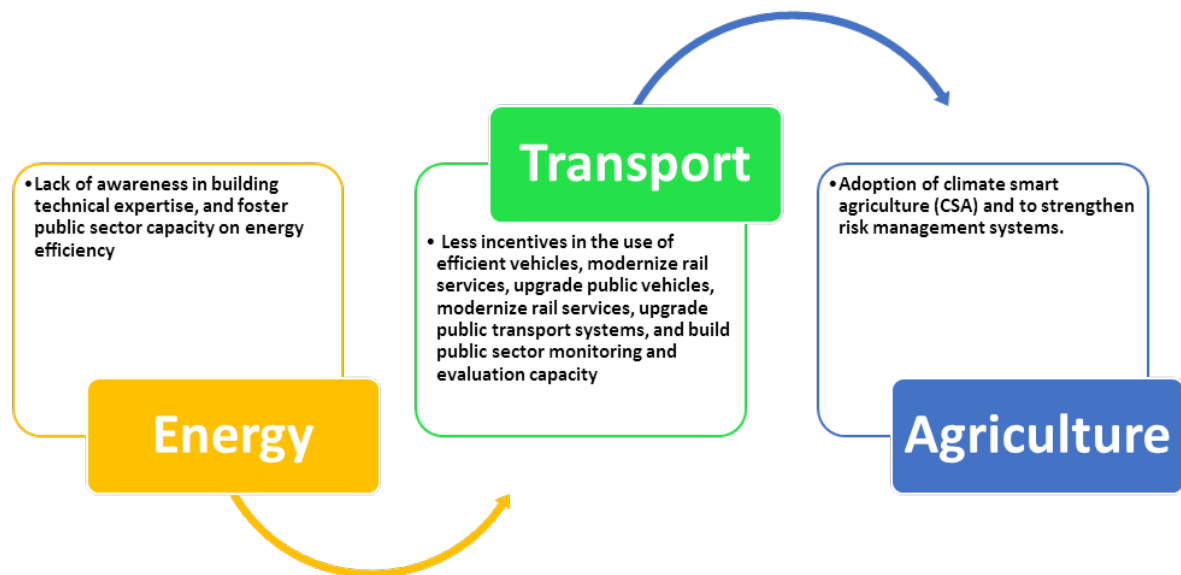 •Lack of awareness in building
technical expertise, and foster
public sector capacity on energy
efficiency
Energy
Transport
• Less incentives in the use of
efficient vehicles, modernize rail
services, upgrade public vehicles,
modernize rail services, upgrade
public transport systems, and build
public sector monitoring and
evaluation capacity
•Adoption of climate smart
agriculture (CSA) and to strengthen
risk management systems.
Agriculture